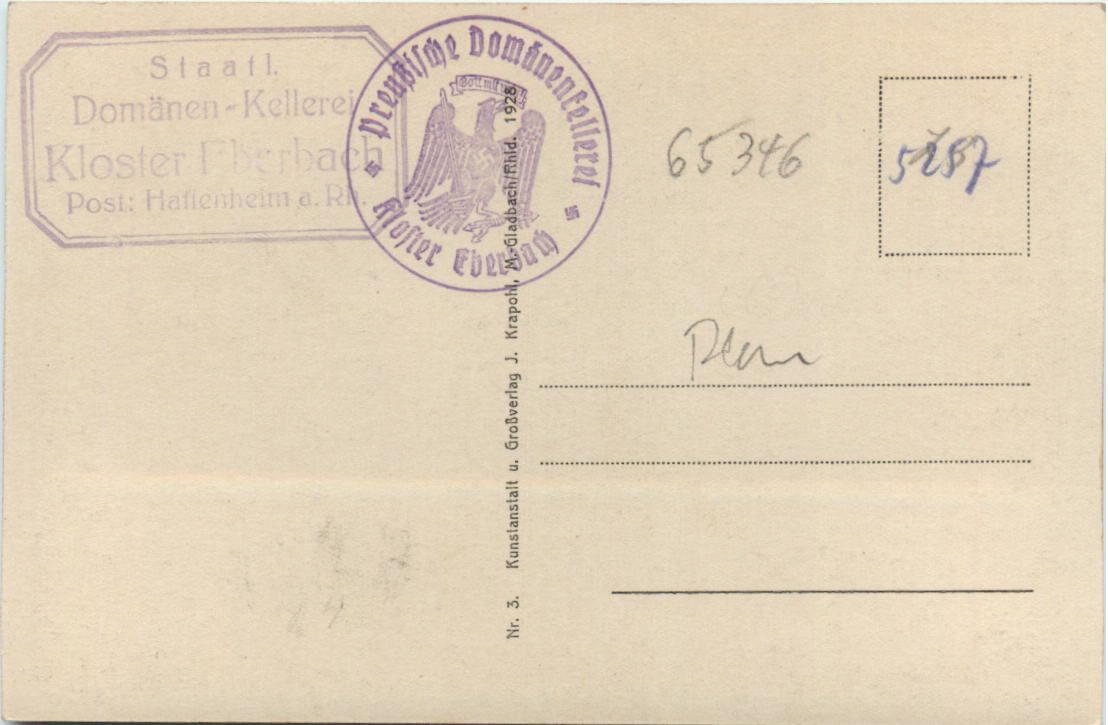 Staatl.
Domänen-Kellerei
Kloster Eberbach
Post: Hattenheim a. Rh.
Preußische Domänenkellerei
Gott mit uns
Kloster Eberbach
Nr. 3. Kunstanstalt u. Großverlag J. Krapohl, M.-Gladbach/Rhld. 1928
65346
5287